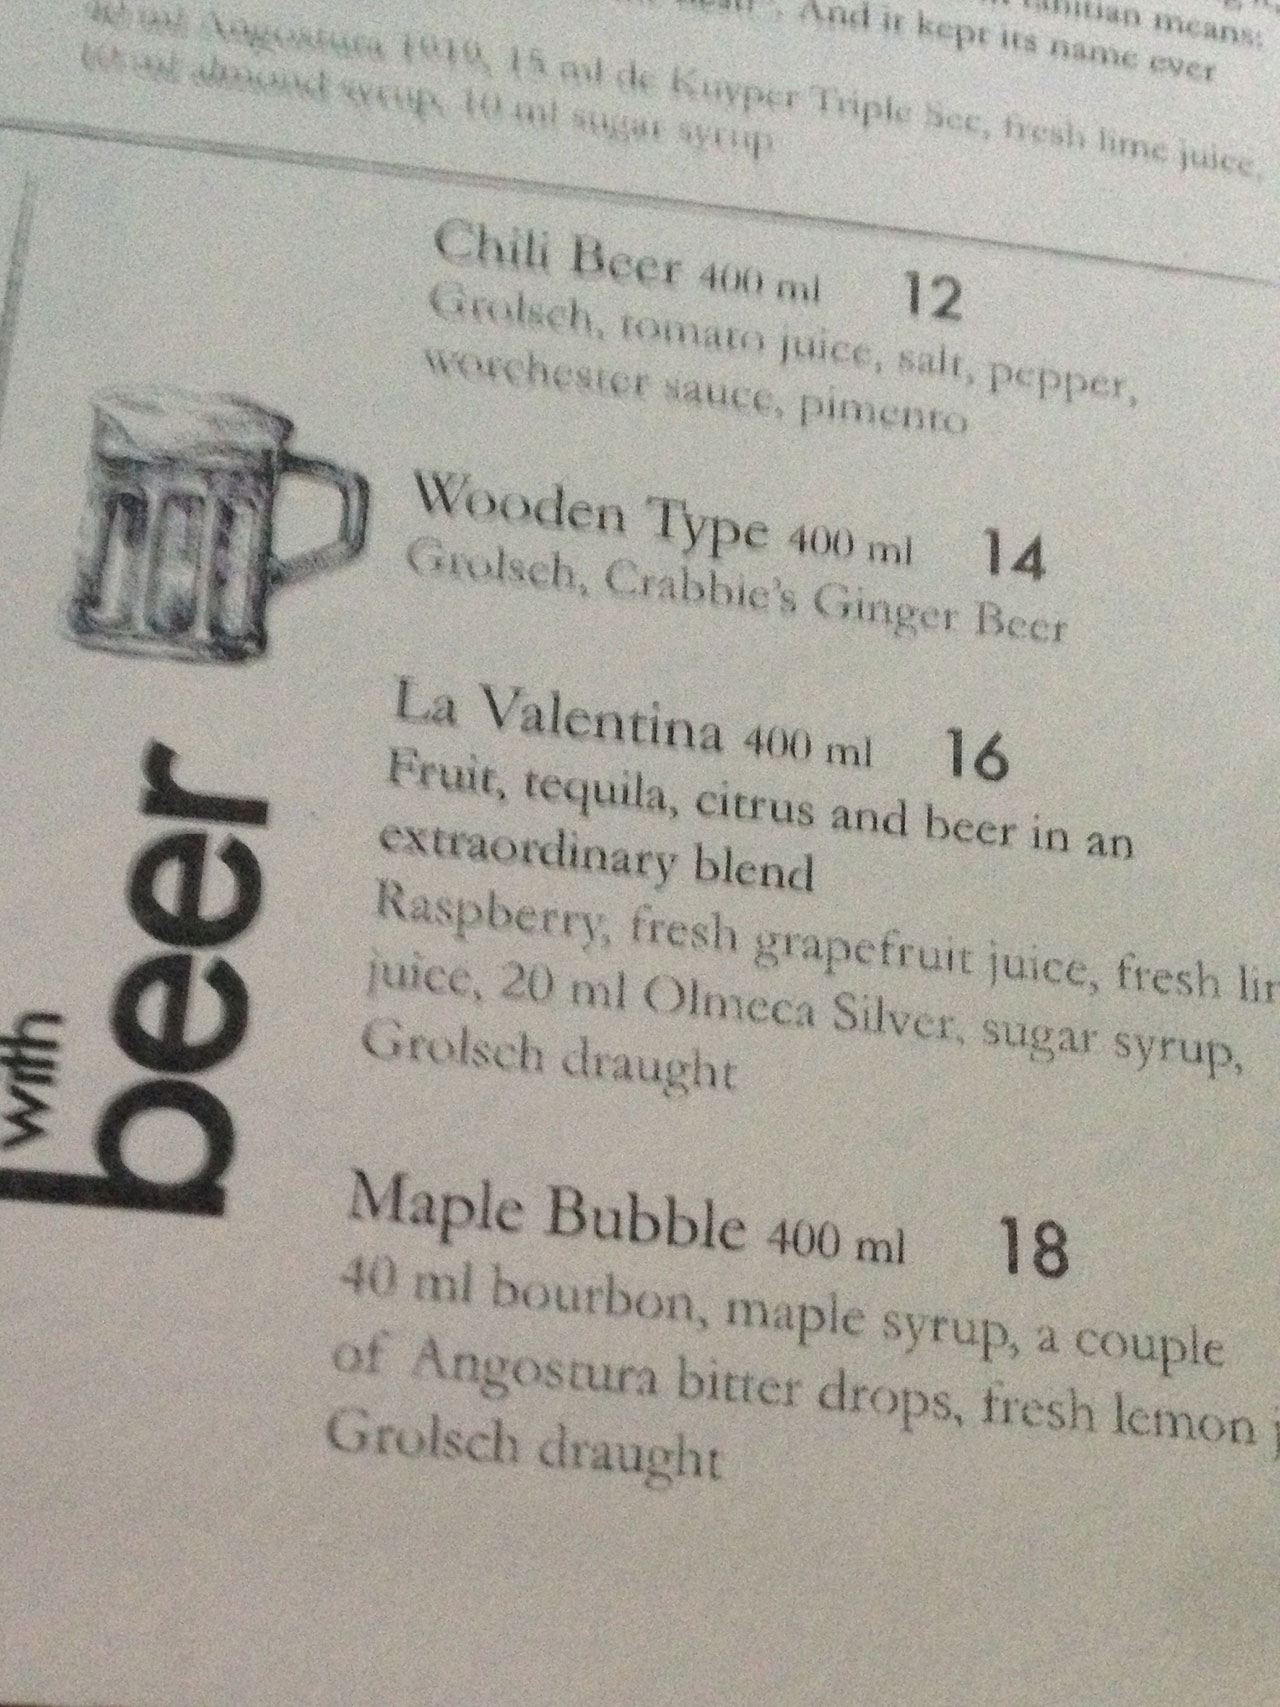 tahitian means:
And it kept its name ever
Angostura 1919, 15 ml de Kuyper Triple Sec, fresh lime juice,
10 ml almond syrup, 10 ml sugar syrup
Chili Beer 400 ml 12
Grolsch, tomato juice, salt, pepper,
worchester sauce, pimento
Wooden Type 400 ml 14
Grolsch, Crabbie's Ginger Beer
La Valentina 400 ml 16
Fruit, tequila, citrus and beer in an
extraordinary blend
Raspberry, fresh grapefruit juice, fresh
juice, 20 ml Olmeca Silver, sugar syrup,
Grolsch draught
Maple Bubble 400 ml 18
40 ml bourbon, maple syrup, a couple
of Angostura bitter drops, fresh lemon
Grolsch draught
with
beer